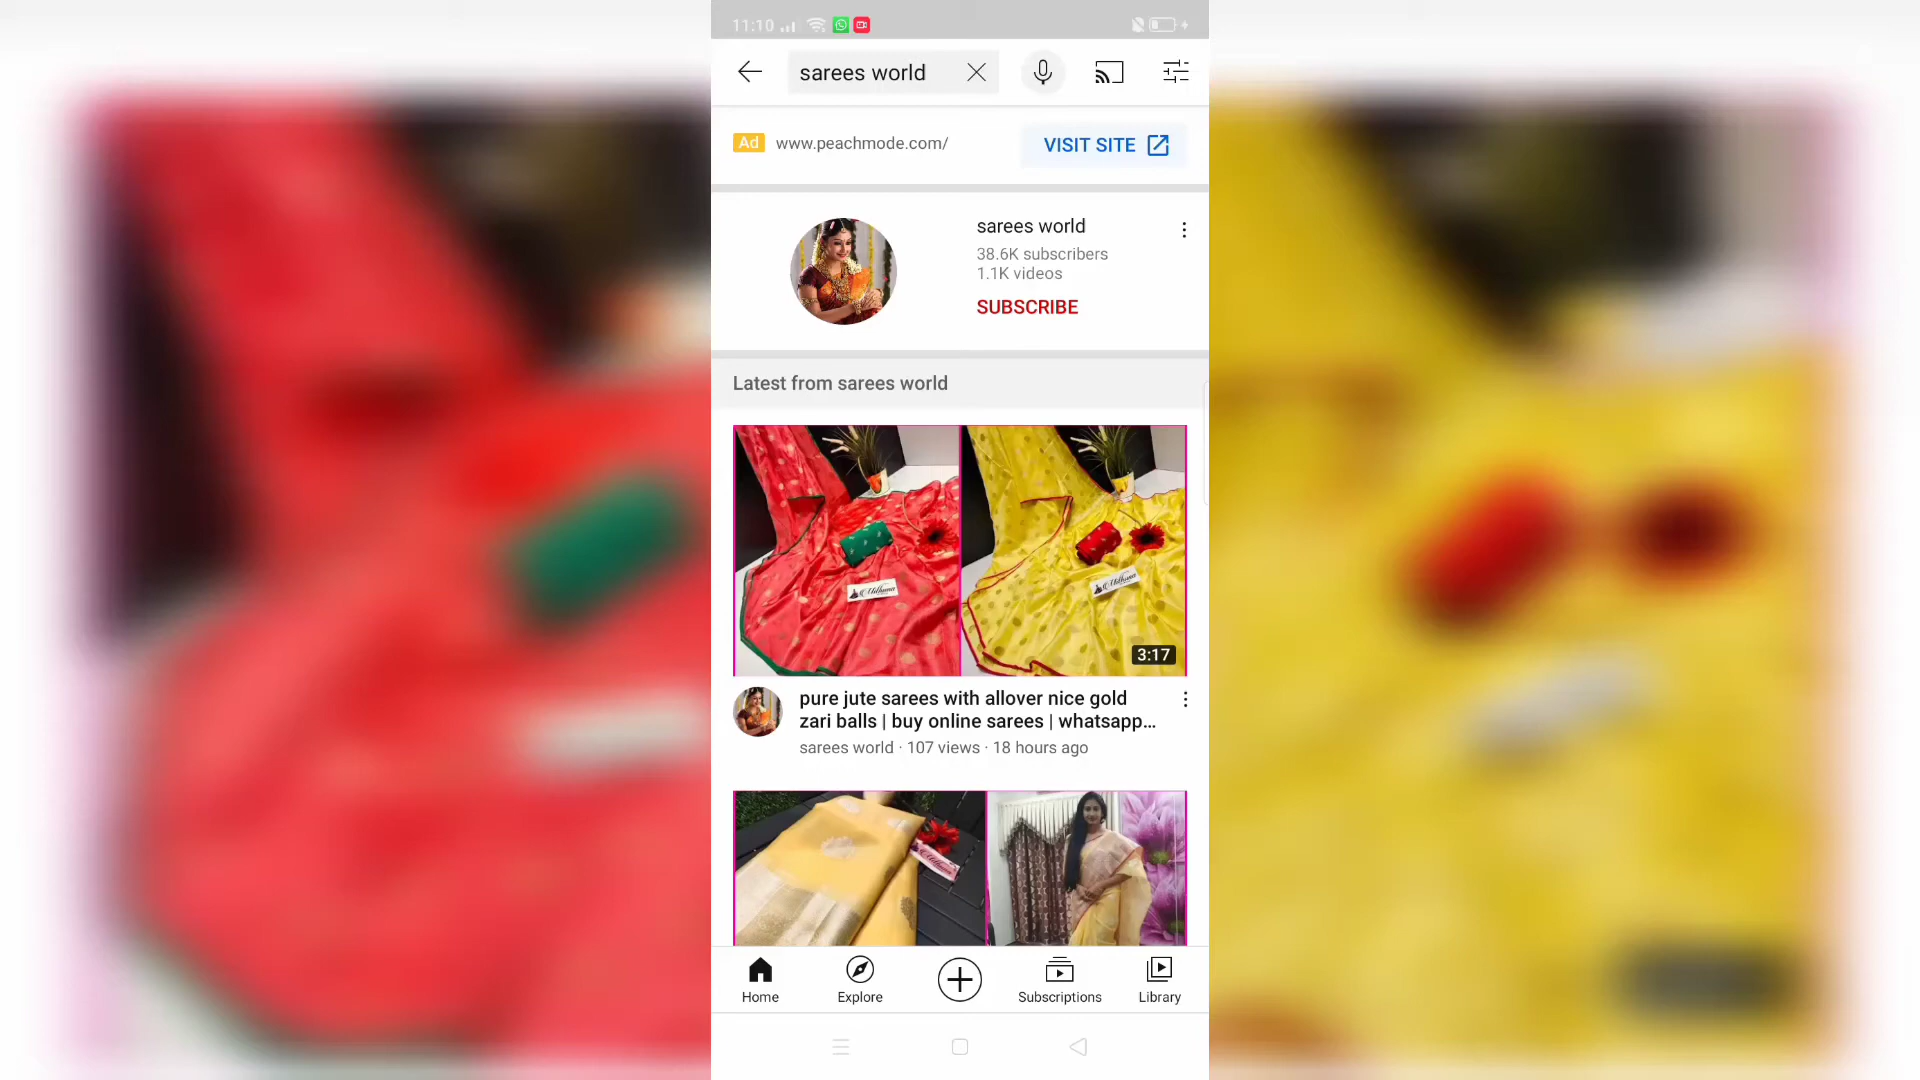 11:10
sarees world
Ad www.peachmode.com/ VISIT SITE
sarees world
38.6K subscribers
1.1K videos
SUBSCRIBE
Latest from sarees world
3:17
pure jute sarees with allover nice gold
zari balls | buy online sarees | whatsapp...
sarees world · 107 views · 18 hours ago
Home Explore Subscriptions Library